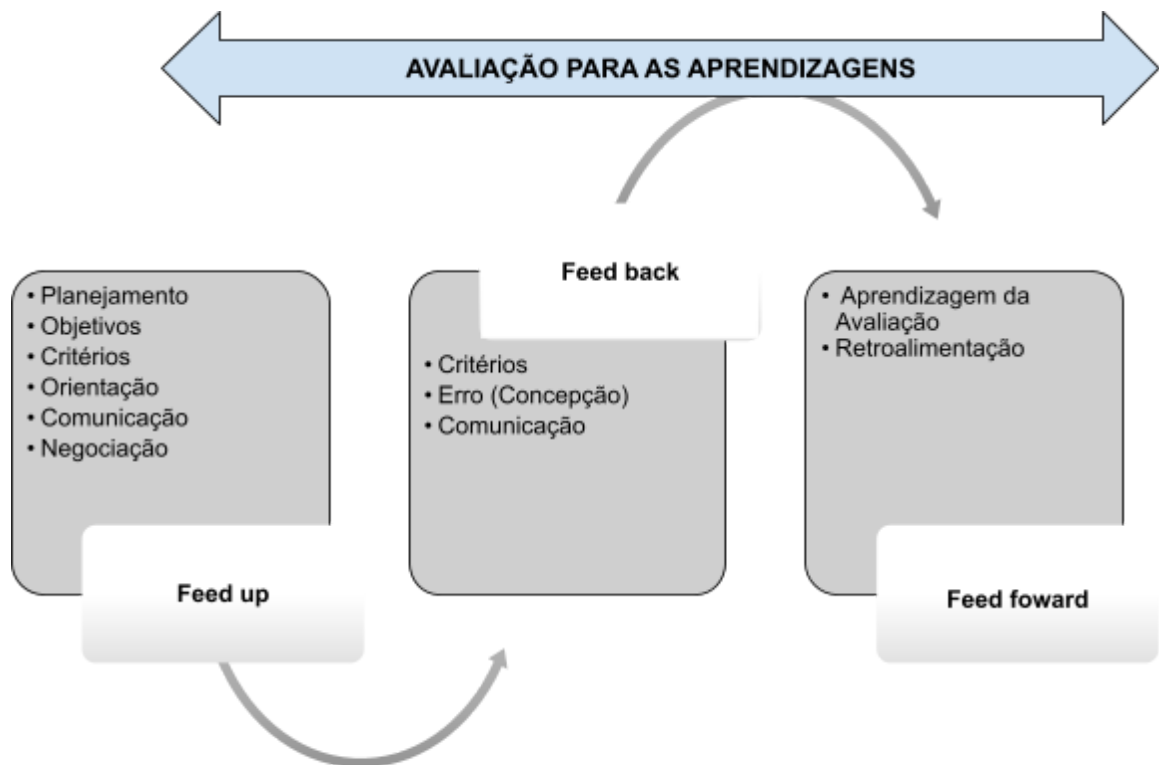 AVALIAÇÃO PARA AS APRENDIZAGENS
• Planejamento
• Objetivos
• Critérios
• Orientação
• Comunicação
• Negociação
Feed up
Feed back
• Critérios
• Erro (Concepção)
• Comunicação
• Aprendizagem da
Avaliação
• Retroalimentação
Feed foward